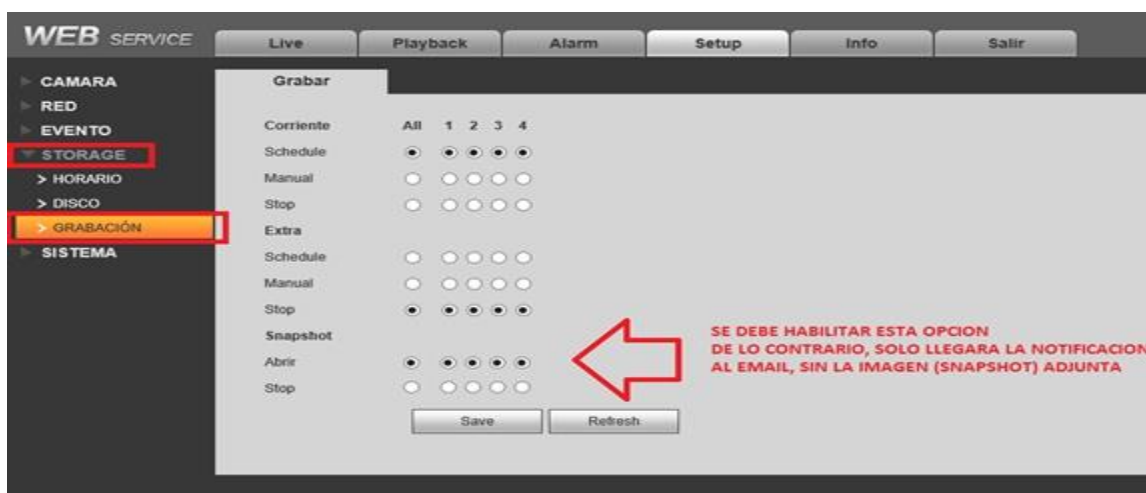 WEB SERVICE
Live Playback Alarm Setup Info Salir
CAMARA
RED
EVENTO
STORAGE
> HORARIO
> DISCO
> GRABACIÓN
SISTEMA
Grabar
Corriente All 1 2 3 4
Schedule
Manual
Stop
Extra
Schedule
Manual
Stop
Snapshot
Abrir
Stop
Save Refresh
SE DEBE HABILITAR ESTA OPCION
DE LO CONTRARIO, SOLO LLEGARA LA NOTIFICACION
AL EMAIL, SIN LA IMAGEN (SNAPSHOT) ADJUNTA